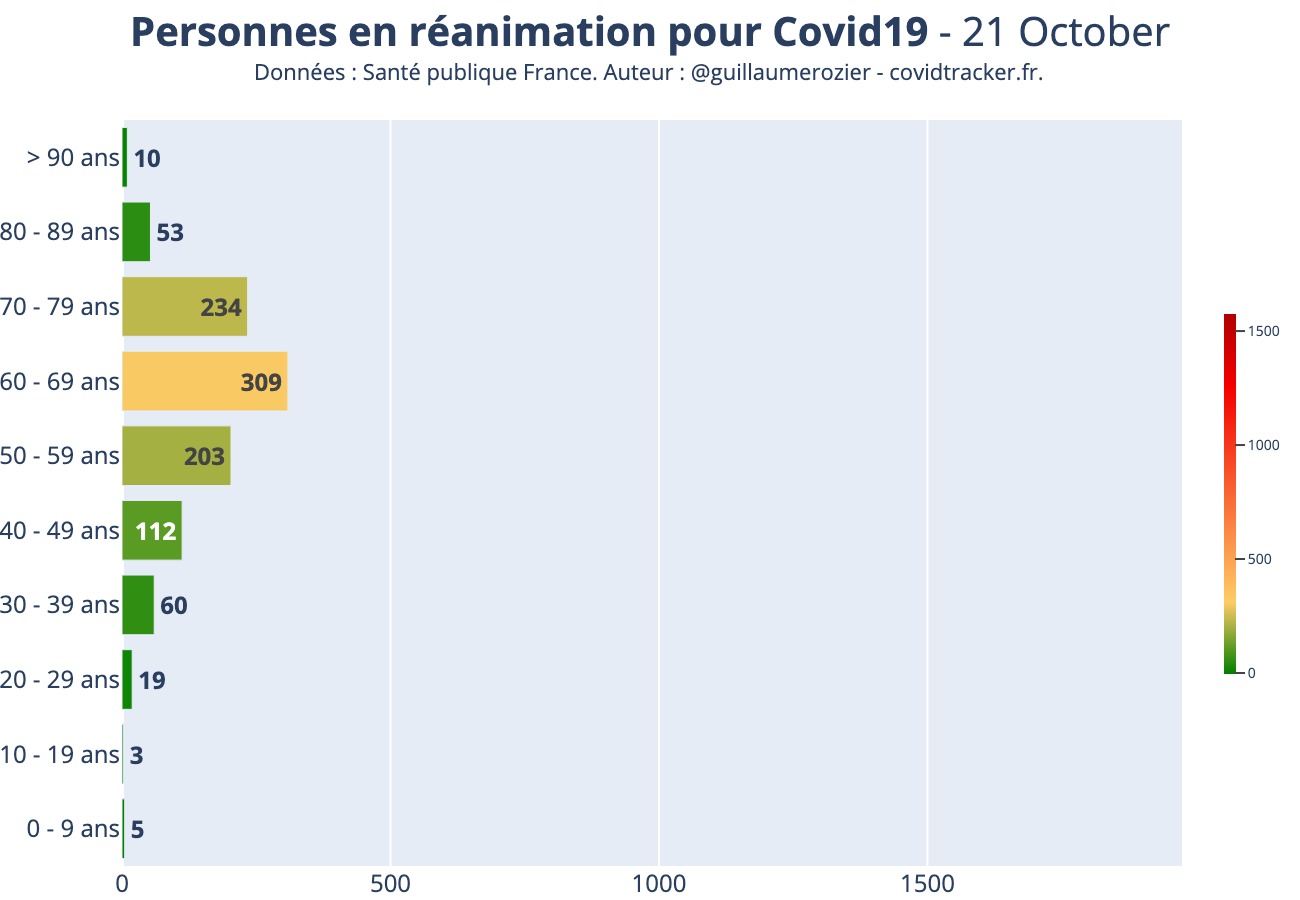 Personnes en réanimation pour Covid19 - 21 October
Données : Santé publique France. Auteur : @guillaumerozier - covidtracker.fr.
> 90 ans 10
80 - 89 ans 53
70 - 79 ans 234
60 - 69 ans 309
50 - 59 ans 203
40 - 49 ans 112
30 - 39 ans 60
20 - 29 ans 19
10 - 19 ans 3
0 - 9 ans 5
0 500 1000 1500
1500
1000
500
0